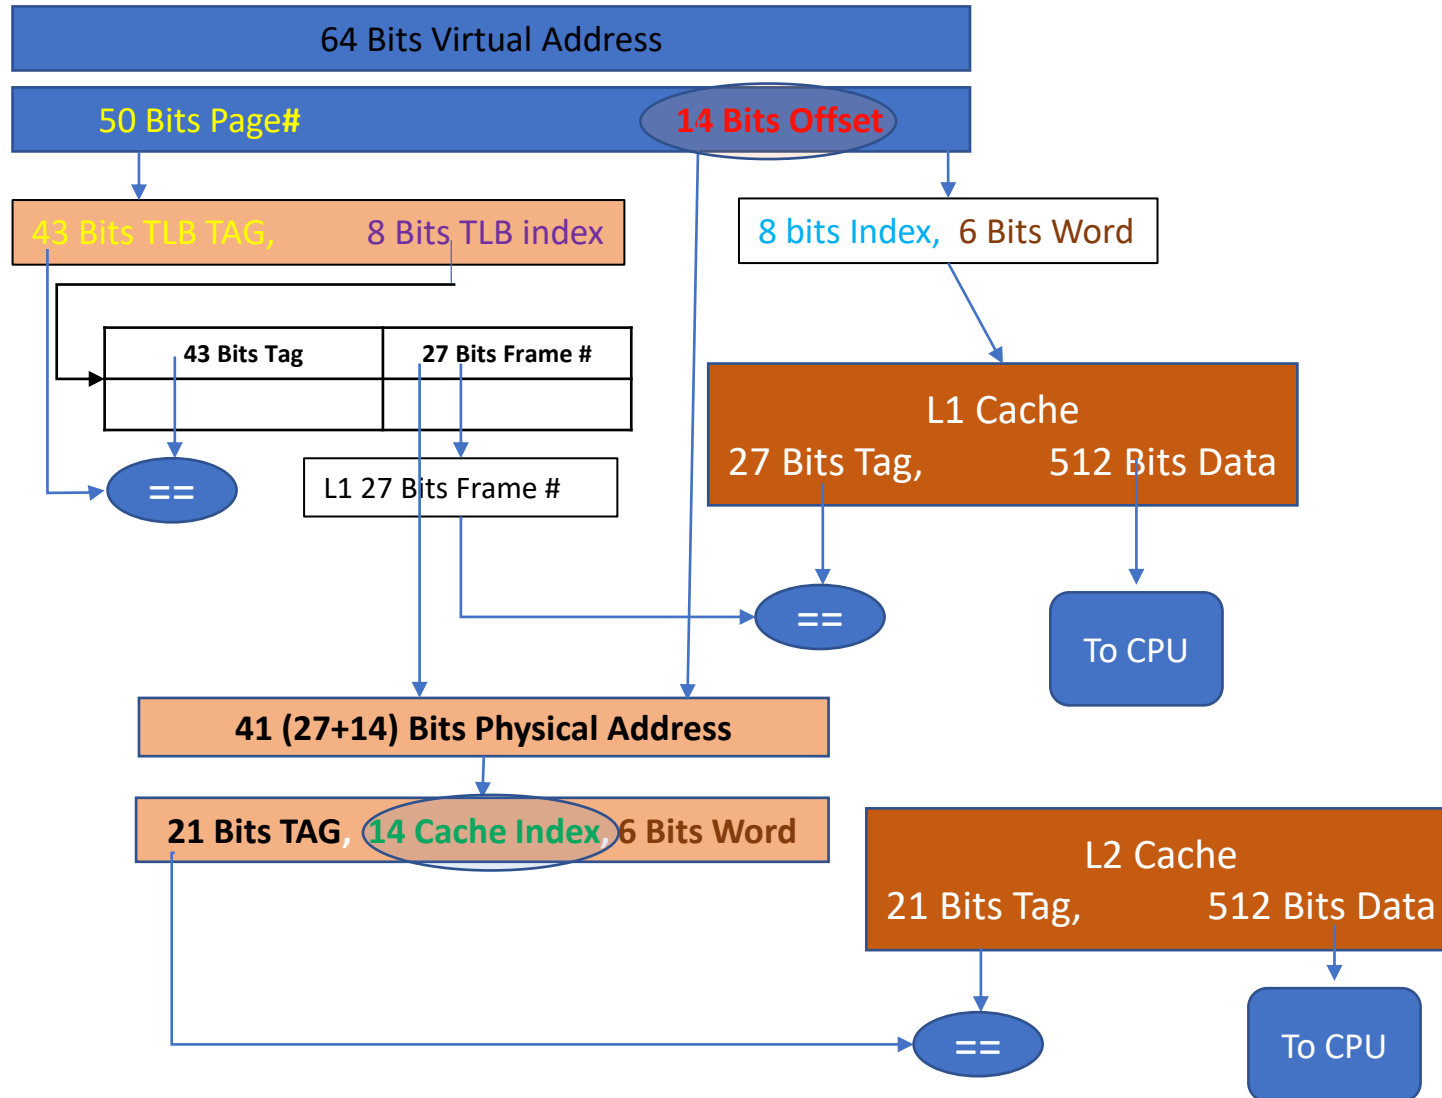 64 Bits Virtual Address
50 Bits Page# 14 Bits Offset
43 Bits TLB TAG, 8 Bits TLB index
8 bits Index, 6 Bits Word
43 Bits Tag 27 Bits Frame #
L1 Cache
27 Bits Tag, 512 Bits Data
==
L1 27 Bits Frame #
==
To CPU
41 (27+14) Bits Physical Address
21 Bits TAG, 14 Cache Index, 6 Bits Word
L2 Cache
21 Bits Tag, 512 Bits Data
==
To CPU